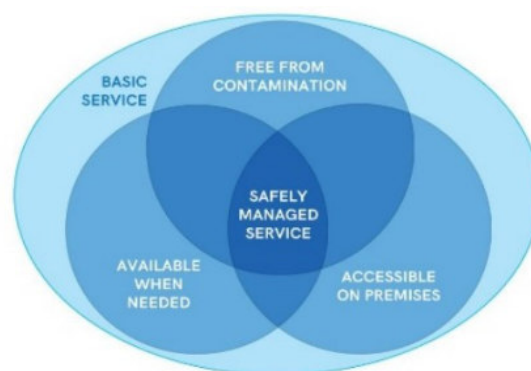 BASIC
SERVICE
FREE FROM
CONTAMINATION
SAFELY
MANAGED
SERVICE
AVAILABLE
WHEN
NEEDED
ACCESSIBLE
ON PREMISES